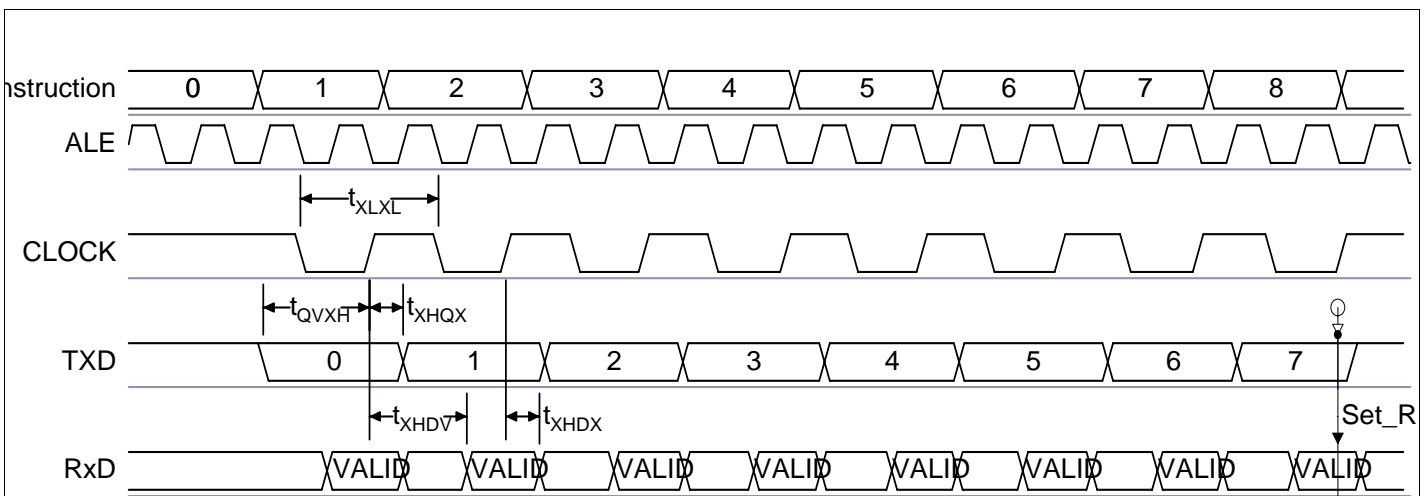 nstruction 0 1 2 3 4 5 6 7 8
ALE
tXLXL
CLOCK
tQVXH tXHQX
TXD 0 1 2 3 4 5 6 7
tXHDV tXHDX Set_R
RxD VALID VALID VALID VALID VALID VALID VALID VALID